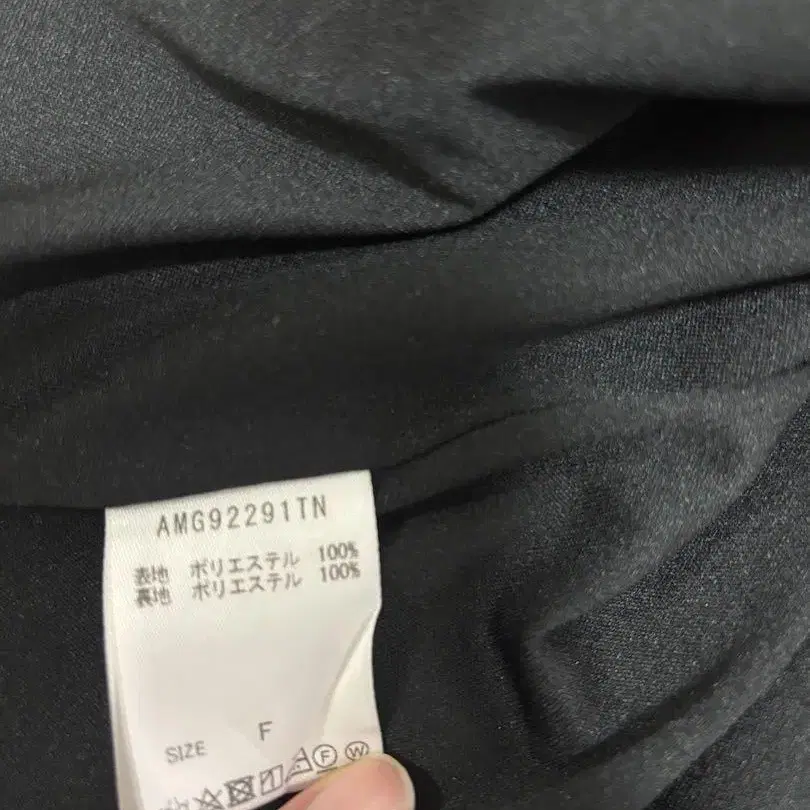 AMG92291TN
表地 ポリエステル 100%
裏地 ポリエステル 100%
SIZE F
F W